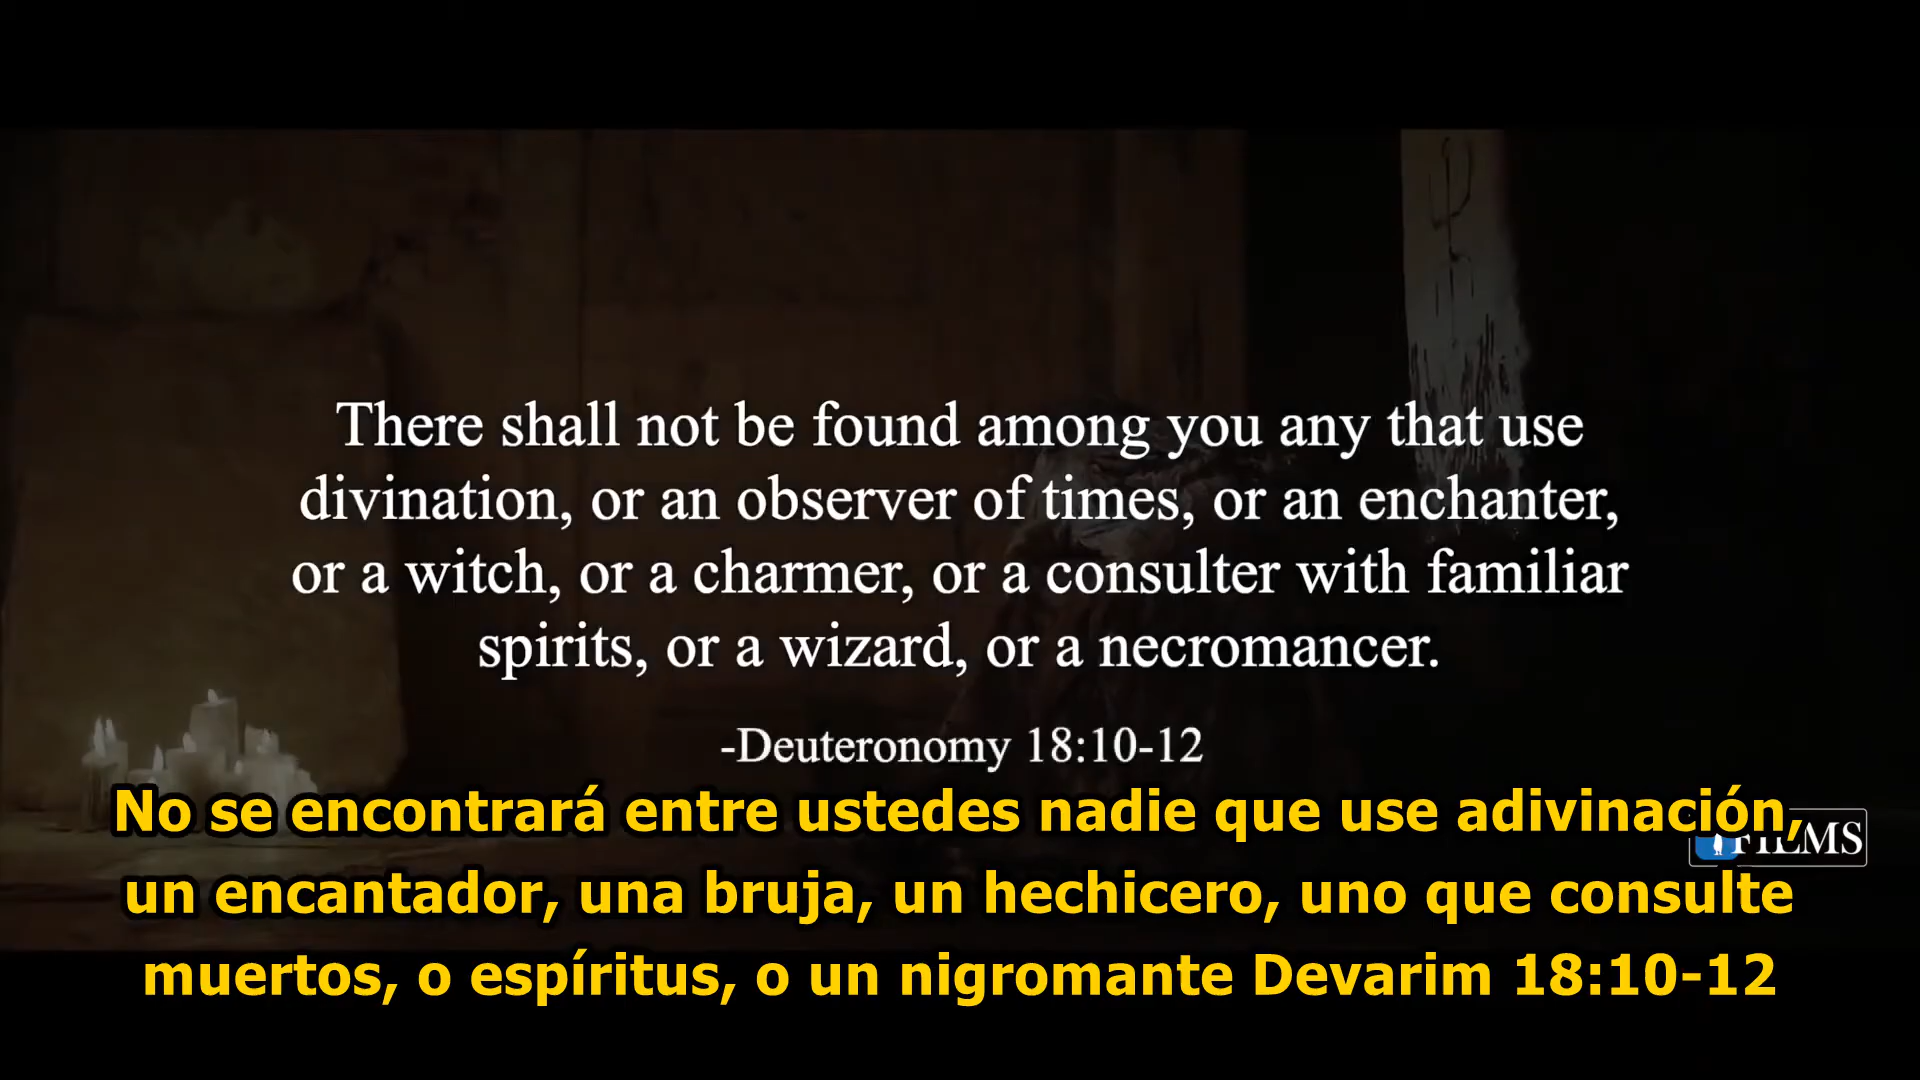 There shall not be found among you any that use
divination, or an observer of times, or an enchanter,
or a witch, or a charmer, or a consulter with familiar
spirits, or a wizard, or a necromancer.
-Deuteronomy 18:10-12
No se encontrará entre ustedes nadie que use adivinación,
FILMS
un encantador, una bruja, un hechicero, uno que consulte
muertos, o espíritus, o un nigromante Devarim 18:10-12